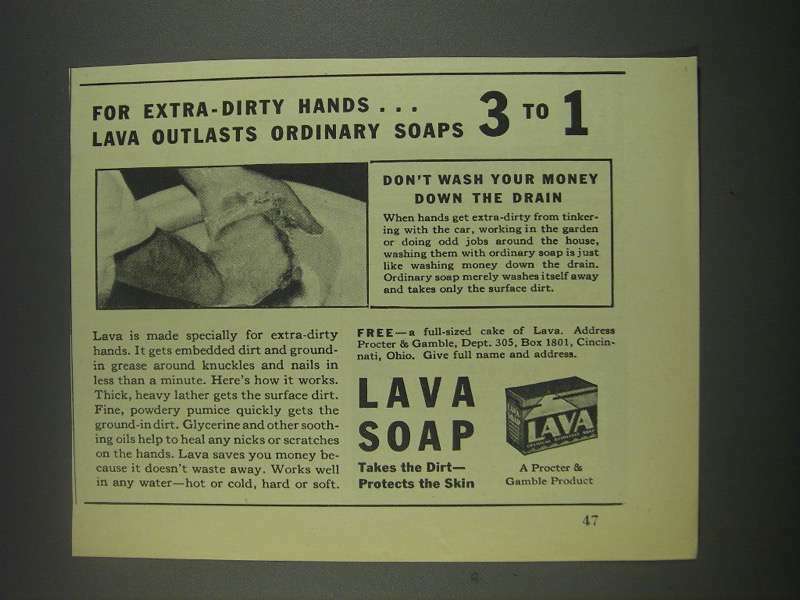 FOR EXTRA-DIRTY HANDS...
LAVA OUTLASTS ORDINARY SOAPS 3 TO 1
DON'T WASH YOUR MONEY
DOWN THE DRAIN
When hands get extra-dirty from tinker-
ing with the car, working in the garden
or doing odd jobs around the house,
washing them with ordinary soap is just
like washing money down the drain.
Ordinary soap merely washes itself away
and takes only the surface dirt.
Lava is made specially for extra-dirty
hands. It gets embedded dirt and ground-
in grease around knuckles and nails in
less than a minute. Here's how it works.
Thick, heavy lather gets the surface dirt.
Fine, powdery pumice quickly gets the
ground-in dirt. Glycerine and other sooth-
ing oils help to heal any nicks or scratches
on the hands. Lava saves you money be-
cause it doesn't waste away. Works well
in any water—hot or cold, hard or soft.
FREE—a full-sized cake of Lava. Address
Procter & Gamble, Dept. 305, Box 1801, Cincin-
nati, Ohio. Give full name and address.
LAVA
SOAP
Takes the Dirt—
Protects the Skin
LAVA
A Procter &
Gamble Product
47